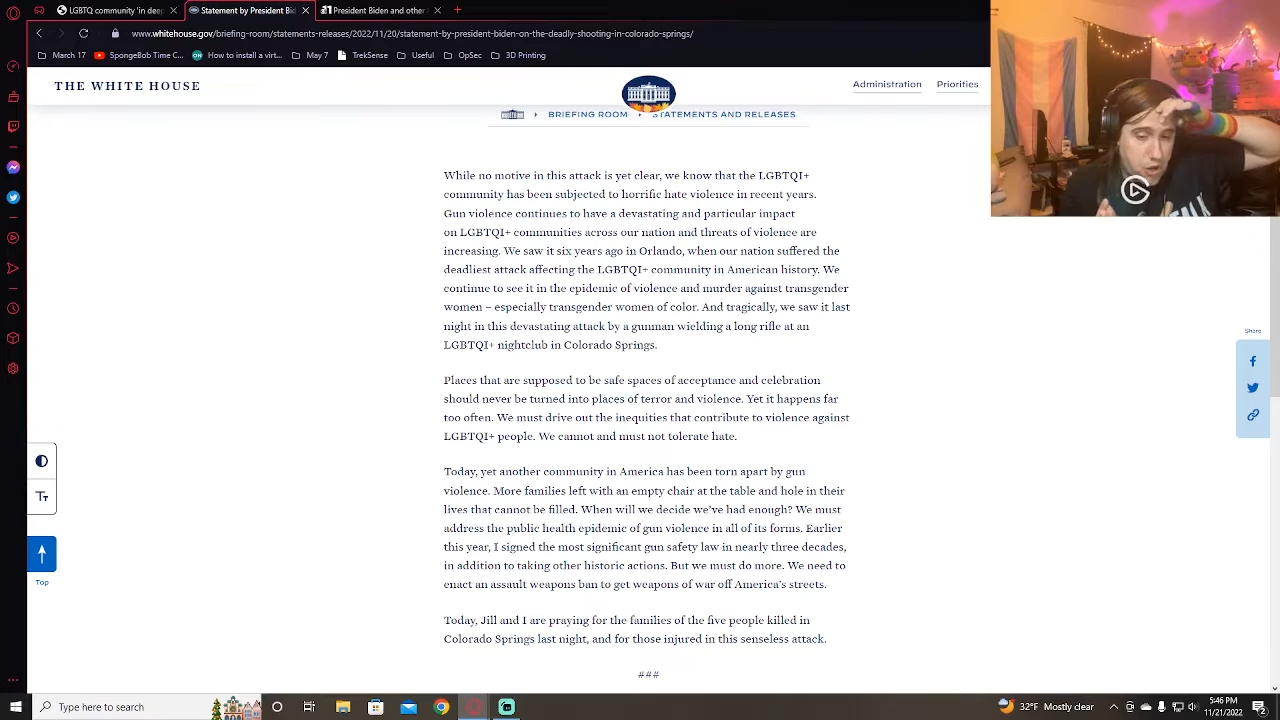 LGBTQ community 'in deep
Statement by President Bi
President Biden and other
www.whitehouse.gov/briefing-room/statements-releases/2022/11/20/statement-by-president-biden-on-the-deadly-shooting-in-colorado-springs/
March 17
SpongeBob Time C...
How to install a virt...
May 7
TrekSense
Useful
OpSec
3D Printing
THE WHITE HOUSE
Administration
Priorities
BRIEFING ROOM
STATEMENTS AND RELEASES
While no motive in this attack is yet clear, we know that the LGBTQI+
community has been subjected to horrific hate violence in recent years.
Gun violence continues to have a devastating and particular impact
on LGBTQI+ communities across our nation and threats of violence are
increasing. We saw it six years ago in Orlando, when our nation suffered the
deadliest attack affecting the LGBTQI+ community in American history. We
continue to see it in the epidemic of violence and murder against transgender
women – especially transgender women of color. And tragically, we saw it last
night in this devastating attack by a gunman wielding a long rifle at an
LGBTQI+ nightclub in Colorado Springs.
Places that are supposed to be safe spaces of acceptance and celebration
should never be turned into places of terror and violence. Yet it happens far
too often. We must drive out the inequities that contribute to violence against
LGBTQI+ people. We cannot and must not tolerate hate.
Today, yet another community in America has been torn apart by gun
violence. More families left with an empty chair at the table and hole in their
lives that cannot be filled. When will we decide we've had enough? We must
address the public health epidemic of gun violence in all of its forms. Earlier
this year, I signed the most significant gun safety law in nearly three decades,
in addition to taking other historic actions. But we must do more. We need to
enact an assault weapons ban to get weapons of war off America's streets.
Today, Jill and I are praying for the families of the five people killed in
Colorado Springs last night, and for those injured in this senseless attack.
###
Share
Tт
Top
Type here to search
32°F Mostly clear
5:46 PM
11/21/2022